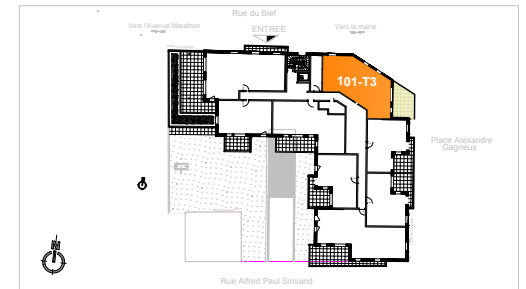 Rue du Bief
Vers l'Avenue Marathon
Vers la mairie
ENTREE
101-T3
Place Alexandre
Gagneux
N
Rue Alfred Paul Simiand